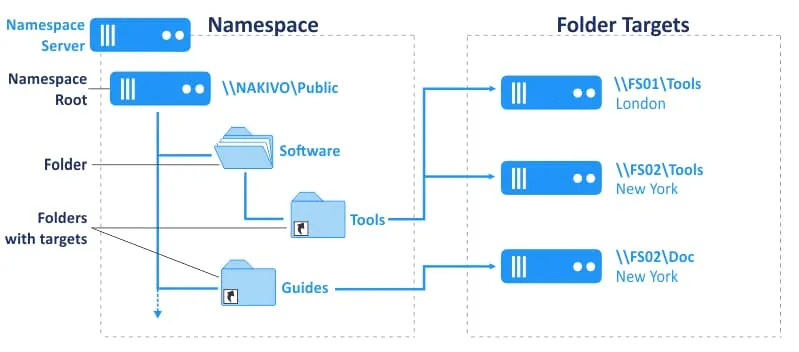 Namespace
Server
Namespace
Folder Targets
Namespace
Root
\\NAKIVO\Public
\\FS01\Tools
London
Software
Folder
\\FS02\Tools
New York
Folders
with targets
Tools
\\FS02\Doc
New York
Guides